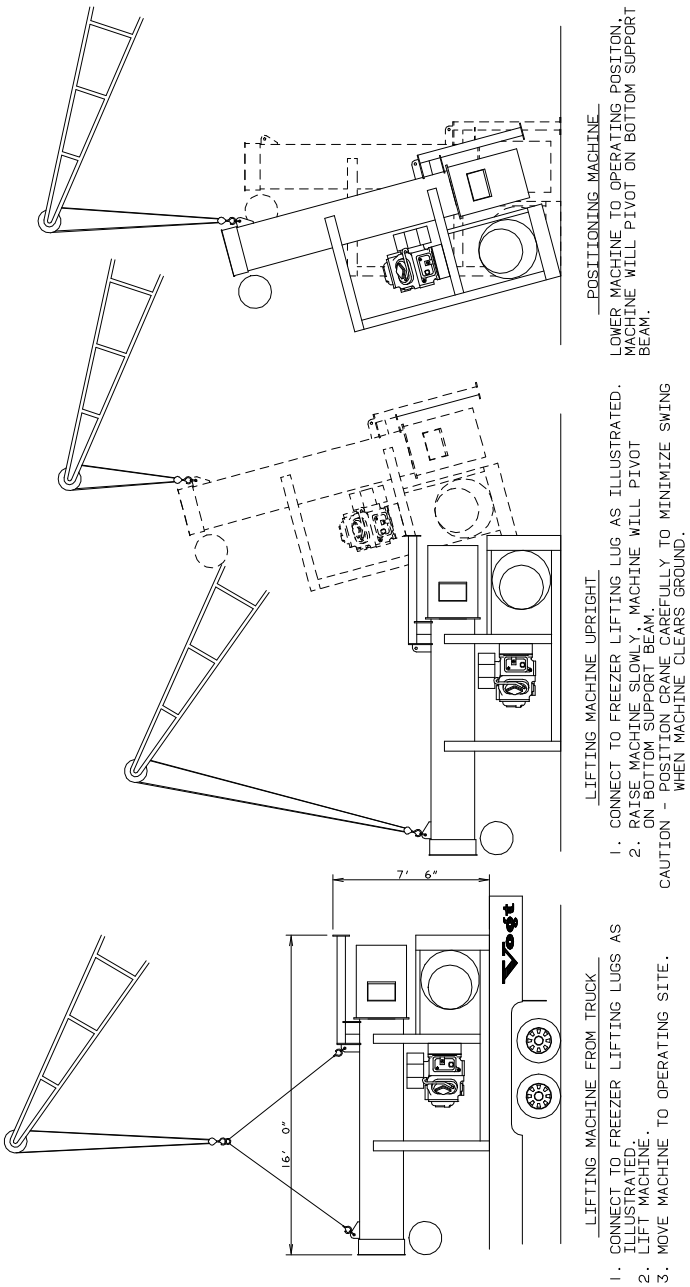 16' 0"
7' 6"
Vogt
LIFTING MACHINE FROM TRUCK
1. CONNECT TO FREEZER LIFTING LUGS AS
ILLUSTRATED.
2. LIFT MACHINE.
3. MOVE MACHINE TO OPERATING SITE.
LIFTING MACHINE UPRIGHT
1. CONNECT TO FREEZER LIFTING LUG AS ILLUSTRATED.
2. RAISE MACHINE SLOWLY, MACHINE WILL PIVOT
ON BOTTOM SUPPORT BEAM.
CAUTION - POSITION CRANE CAREFULLY TO MINIMIZE SWING
WHEN MACHINE CLEARS GROUND.
POSITIONING MACHINE
LOWER MACHINE TO OPERATING POSITON,
MACHINE WILL PIVOT ON BOTTOM SUPPORT
BEAM.